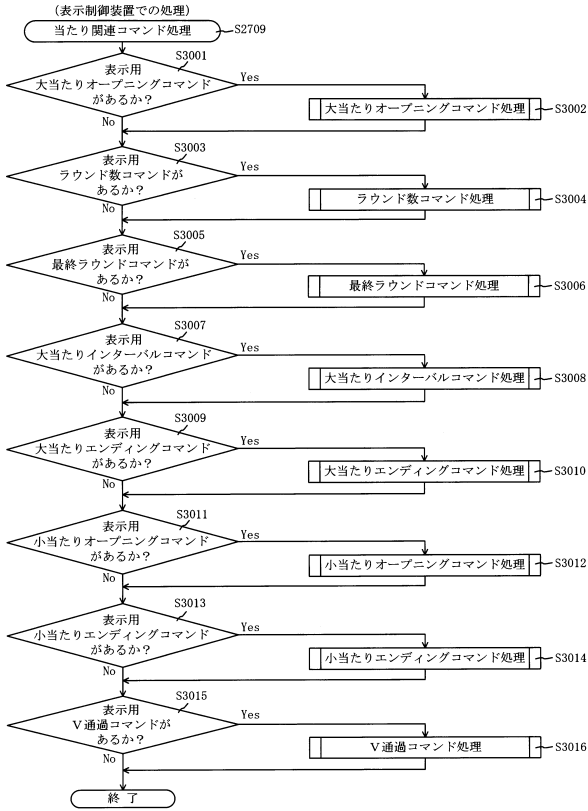 (表示制御装置での処理)
当たり関連コマンド処理
S2709
S3001
表示用
大当たりオープニングコマンド
があるか？
Yes
大当たりオープニングコマンド処理
S3002
No
S3003
表示用
ラウンド数コマンドが
あるか？
Yes
ラウンド数コマンド処理
S3004
No
S3005
表示用
最終ラウンドコマンドが
あるか？
Yes
最終ラウンドコマンド処理
S3006
No
S3007
表示用
大当たりインターバルコマンド
があるか？
Yes
大当たりインターバルコマンド処理
S3008
No
S3009
表示用
大当たりエンディングコマンド
があるか？
Yes
大当たりエンディングコマンド処理
S3010
No
S3011
表示用
小当たりオープニングコマンド
があるか？
Yes
小当たりオープニングコマンド処理
S3012
No
S3013
表示用
小当たりエンディングコマンド
があるか？
Yes
小当たりエンディングコマンド処理
S3014
No
S3015
表示用
Ｖ通過コマンドが
あるか？
Yes
Ｖ通過コマンド処理
S3016
No
終 了